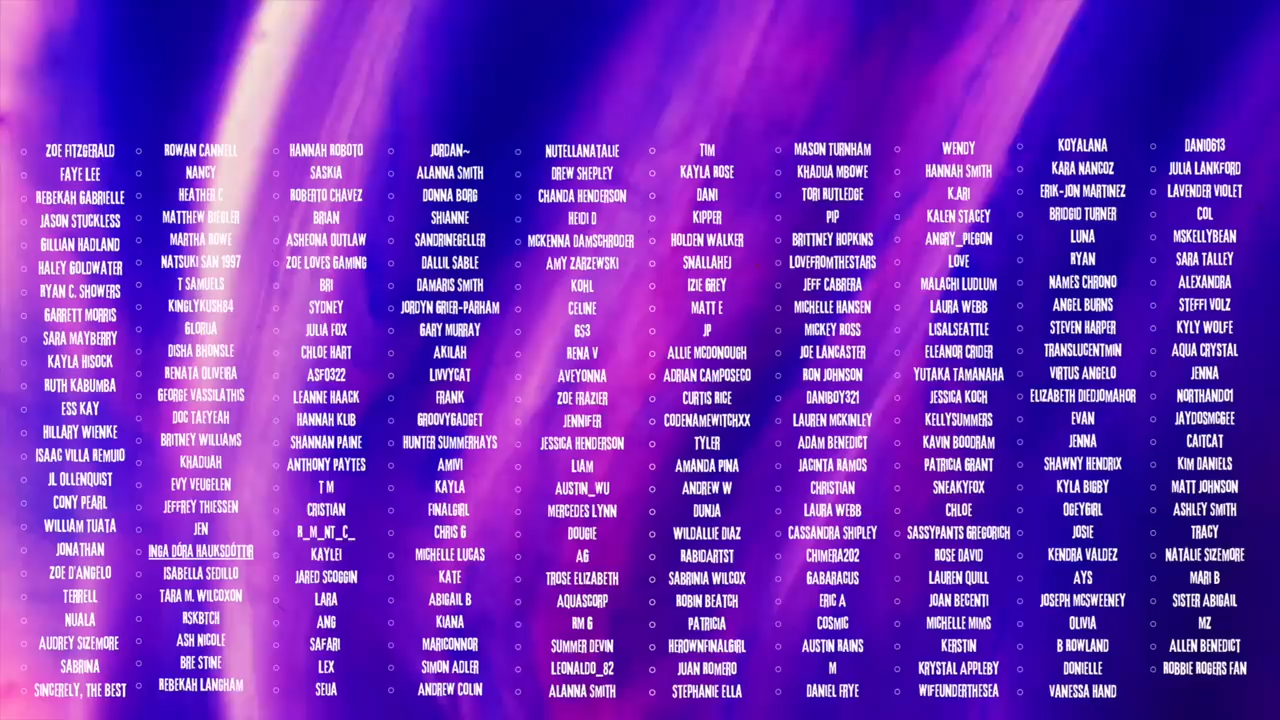 ZOE FITZGERALD
FAYE LEE
REBEKAH GABRIELLE
JASON STUCKLESS
GILLIAN HADLAND
HALEY GOLDWATER
RYAN C. SHOWERS
GARRETT MORRIS
SARA MAYBERRY
KAYLA HISOCK
RUTH KABUMBA
ESS KAY
HILLARY WIENKE
ISAAC VILLA REMUIO
JL OLLENQUIST
CONY PEARL
WILLIAM TUATA
JONATHAN
ZOE D'ANGELO
TERRELL
NUALA
AUDREY SIZEMORE
SABRINA
SINCERELY, THE BEST
ROWAN CANNELL
NANCY
HEATHER C
MATTHEW BIEGLER
MARTHA ROWE
NATSUKI SAN 1997
T SAMUELS
KINGLYKUSH84
GLORIA
DISHA BHONSLE
RENATA OLIVEIRA
GEORGE VASSILATHIS
DOC TAEYEAH
BRITNEY WILLIAMS
KHADIJAH
EVY VEUGELEN
JEFFREY THIESSEN
JEN
INGA DÓRA HAUKSDÓTTIR
ISABELLA SEDILLO
TARA M. WILCOXON
RSKBTCH
ASH NICOLE
BRE STINE
REBEKAH LANGHAM
HANNAH ROBOTO
SASKIA
ROBERTO CHAVEZ
BRIAN
ASHEONA OUTLAW
ZOE LOVES GAMING
BRI
SYDNEY
JULIA FOX
CHLOE HART
ASF0322
LEANNE HAACK
HANNAH KLIB
SHANNAN PAINE
ANTHONY PAYTES
T M
CRISTIAN
R_M_NT_C_
KAYLEI
JARED SCOGGIN
LARA
ANG
SAFARI
LEX
SEIJA
JORDAN~
ALANNA SMITH
DONNA BORG
SHIANNE
SANDRINEGELLER
DALLIL SABLE
DAMARIS SMITH
JORDYN GRIER-PARHAM
GARY MURRAY
AKILAH
LIVVYCAT
FRANK
GROOVYGADGET
HUNTER SUMMERHAYS
AMIVI
KAYLA
FINALGIRL
CHRIS G
MICHELLE LUCAS
KATE
ABIGAIL B
KIANA
MARICONNOR
SIMON ADLER
ANDREW COLIN
NUTELLANATALIE
DREW SHEPLEY
CHANDA HENDERSON
HEIDI D
MCKENNA DAMSCHRODER
AMY ZARZEWSKI
KOHL
CELINE
GS3
RENA V
AVEYONNA
ZOE FRAZIER
JENNIFER
JESSICA HENDERSON
LIAM
AUSTIN_WU
MERCEDES LYNN
DOUGIE
AG
TROSE ELIZABETH
AQUASCORP
RM G
SUMMER DEVIN
LEONALDO_82
ALANNA SMITH
TIM
KAYLA ROSE
DANI
KIPPER
HOLDEN WALKER
SNALLAHEJ
IZIE GREY
MATT E
JP
ALLIE MCDONOUGH
ADRIAN CAMPOSECO
CURTIS RICE
CODENAMEWITCHXX
TYLER
AMANDA PINA
ANDREW W
DUNJA
WILDALLIE DIAZ
RABIDARTST
SABRINIA WILCOX
ROBIN BEATCH
PATRICIA
HEROWNFINALGIRL
JUAN ROMERO
STEPHANIE ELLA
MASON TURNHAM
KHADIJA MBOWE
TORI RUTLEDGE
PIP
BRITTNEY HOPKINS
LOVEFROMTHESTARS
JEFF CABRERA
MICHELLE HANSEN
MICKEY ROSS
JOE LANCASTER
RON JOHNSON
DANIBOY321
LAUREN MCKINLEY
ADAM BENEDICT
JACINTA RAMOS
CHRISTIAN
LAURA WEBB
CASSANDRA SHIPLEY
CHIMERA202
GABARACUS
ERIC A
COSMIC
AUSTIN RAINS
M
DANIEL FRYE
WENDY
HANNAH SMITH
K.ARI
KALEN STACEY
ANGRY_PIEGON
LOVE
MALACHI LUDLUM
LAURA WEBB
LISALSEATTLE
ELEANOR CRIDER
YUTAKA TAMANAHA
JESSICA KOCH
KELLYSUMMERS
KAVIN BOODRAM
PATRICIA GRANT
SNEAKYFOX
CHLOE
SASSYPANTS GREGORICH
ROSE DAVID
LAUREN QUILL
JOAN BECENTI
MICHELLE MIMS
KERSTIN
KRYSTAL APPLEBY
WIFEUNDERTHESEA
KOYALANA
KARA NANCOZ
ERIK-JON MARTINEZ
BRIDGID TURNER
LUNA
RYAN
NAMES CHRONO
ANGEL BURNS
STEVEN HARPER
TRANSLUCENTMIN
VIRTUS ANGELO
ELIZABETH DIEDJOMAHOR
EVAN
JENNA
SHAWNY HENDRIX
KYLA BIGBY
OGEYGIRL
JOSIE
KENDRA VALDEZ
AYS
JOSEPH MCSWEENEY
OLIVIA
B ROWLAND
DONIELLE
VANESSA HAND
DANI0613
JULIA LANKFORD
LAVENDER VIOLET
COL
MSKELLYBEAN
SARA TALLEY
ALEXANDRA
STEFFI VOLZ
KYLY WOLFE
AQUA CRYSTAL
JENNA
NORTHAND01
JAYDOSMCGEE
CAITCAT
KIM DANIELS
MATT JOHNSON
ASHLEY SMITH
TRACY
NATALIE SIZEMORE
MARI B
SISTER ABIGAIL
MZ
ALLEN BENEDICT
ROBBIE ROGERS FAN